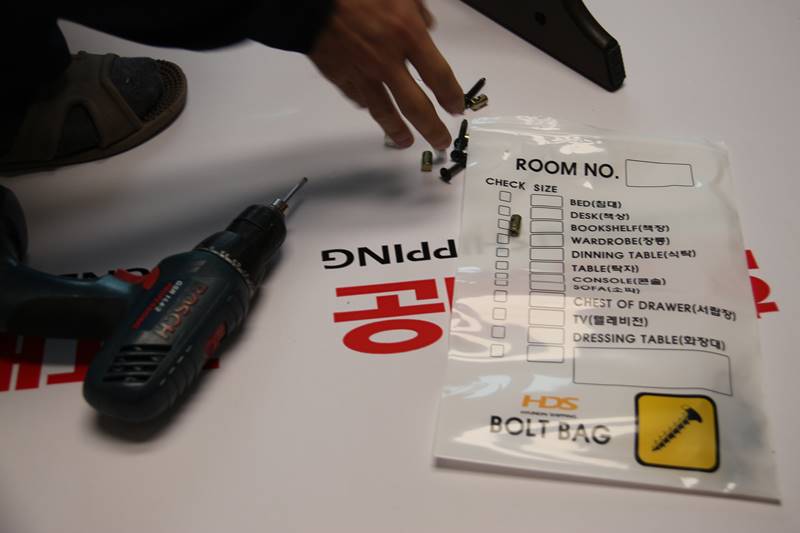 ROOM NO.
CHECK SIZE
BED(침대)
DESK(책상)
BOOKSHELF(책장)
WARDROBE(장롱)
DINNING TABLE(식탁)
TABLE(탁자)
CONSOLE(콘솔)
SOFA(소파)
CHEST OF DRAWER(서랍장)
TV(텔레비전)
DRESSING TABLE(화장대)
HDS
HYUNDAI SHIPPING
BOLT BAG
PPING
BOSCH